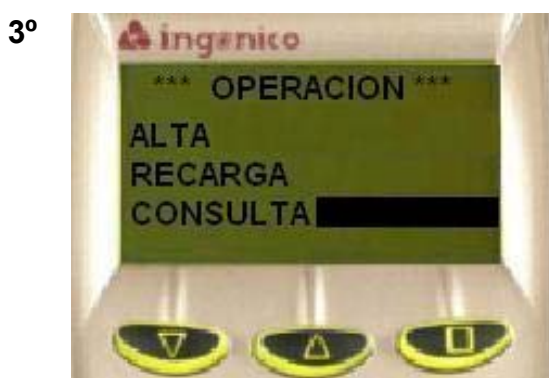 3º
ingenico
*** OPERACION ***
ALTA
RECARGA
CONSULTA